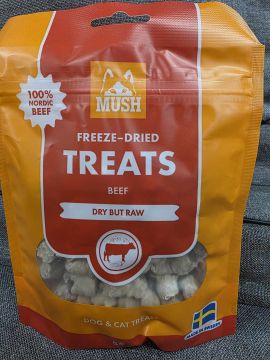 MUSH
100%
NORDIC
BEEF
FREEZE-DRIED
TREATS
BEEF
DRY BUT RAW
DOG & CAT TREATS